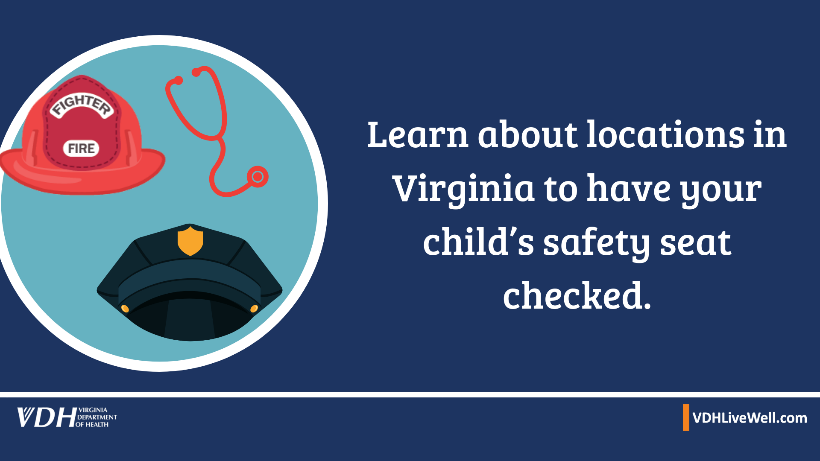 FIGHTER
FIRE
Learn about locations in
Virginia to have your
child's safety seat
checked.
VDH VIRGINIA
DEPARTMENT
OF HEALTH
VDHLiveWell.com